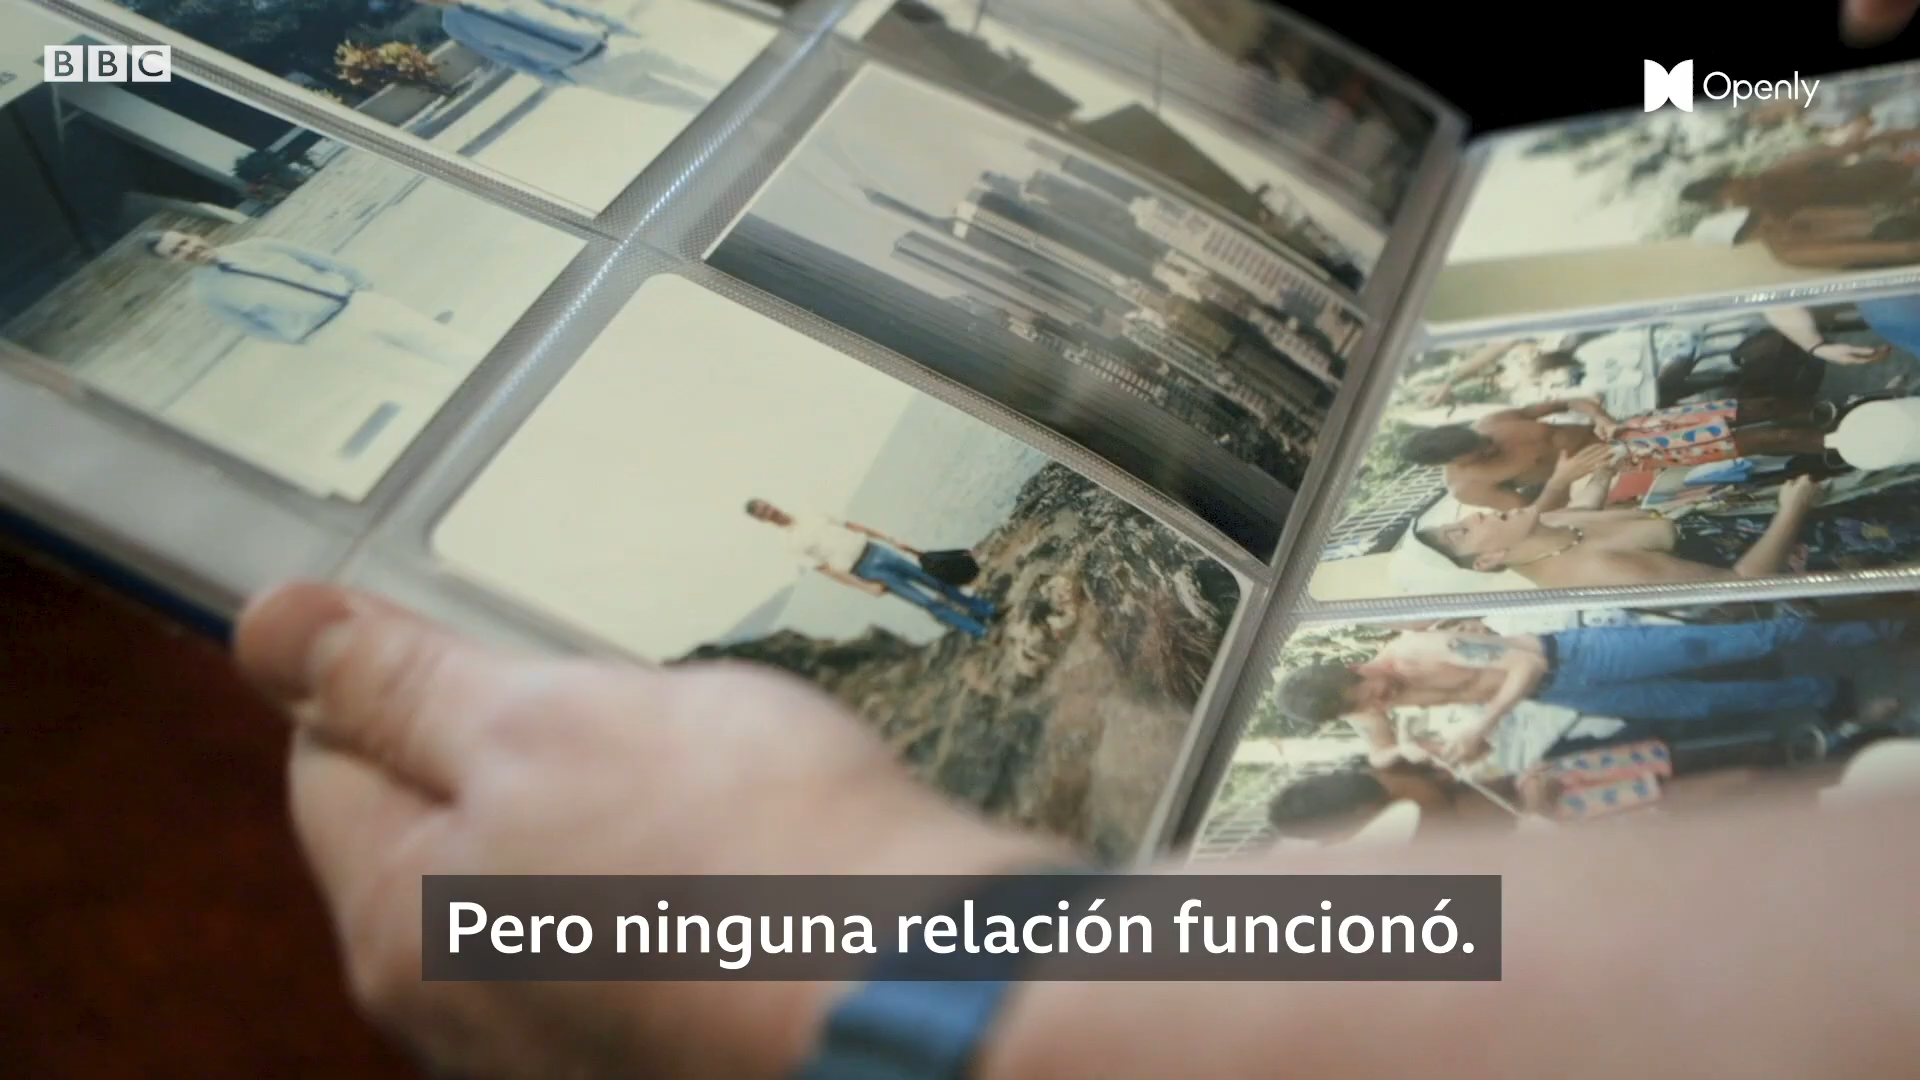 BBC
Openly
Pero ninguna relación funcionó.